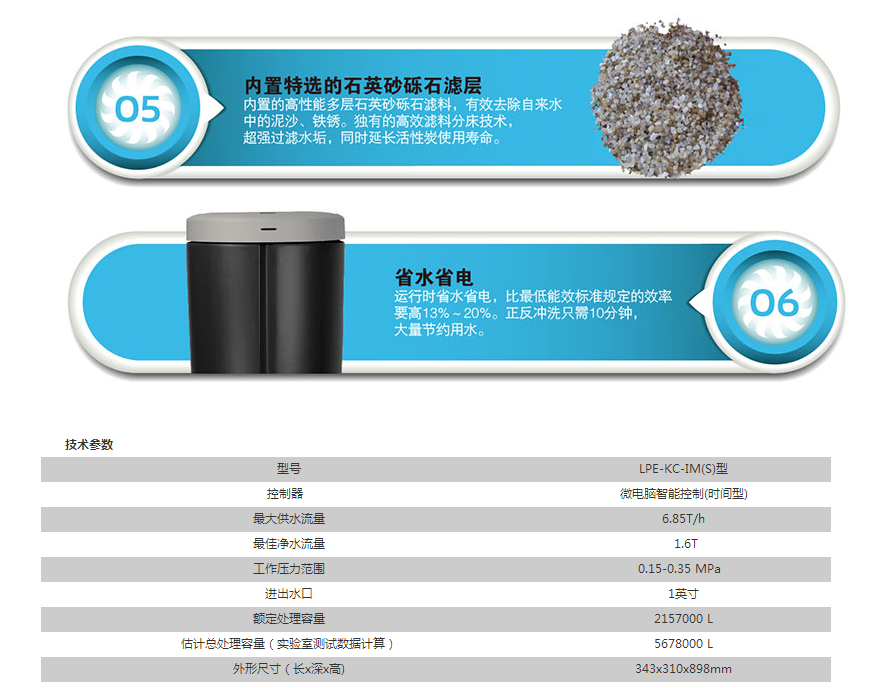 05
内置特选的石英砂砾石滤层
内置的高性能多层石英砂砾石滤料，有效去除自来水
中的泥沙、铁锈。独有的高效滤料分床技术，
超强过滤水垢，同时延长活性炭使用寿命。
省水省电
运行时省水省电，比最低能效标准规定的效率
要高13%～20%。正反冲洗只需10分钟，
大量节约用水。
06
技术参数
型号 LPE-KC-IM(S)型
控制器 微电脑智能控制(时间型)
最大供水流量 6.85T/h
最佳净水流量 1.6T
工作压力范围 0.15-0.35 MPa
进出水口 1英寸
额定处理容量 2157000 L
估计总处理容量（实验室测试数据计算） 5678000 L
外形尺寸（长x深x高) 343x310x898mm